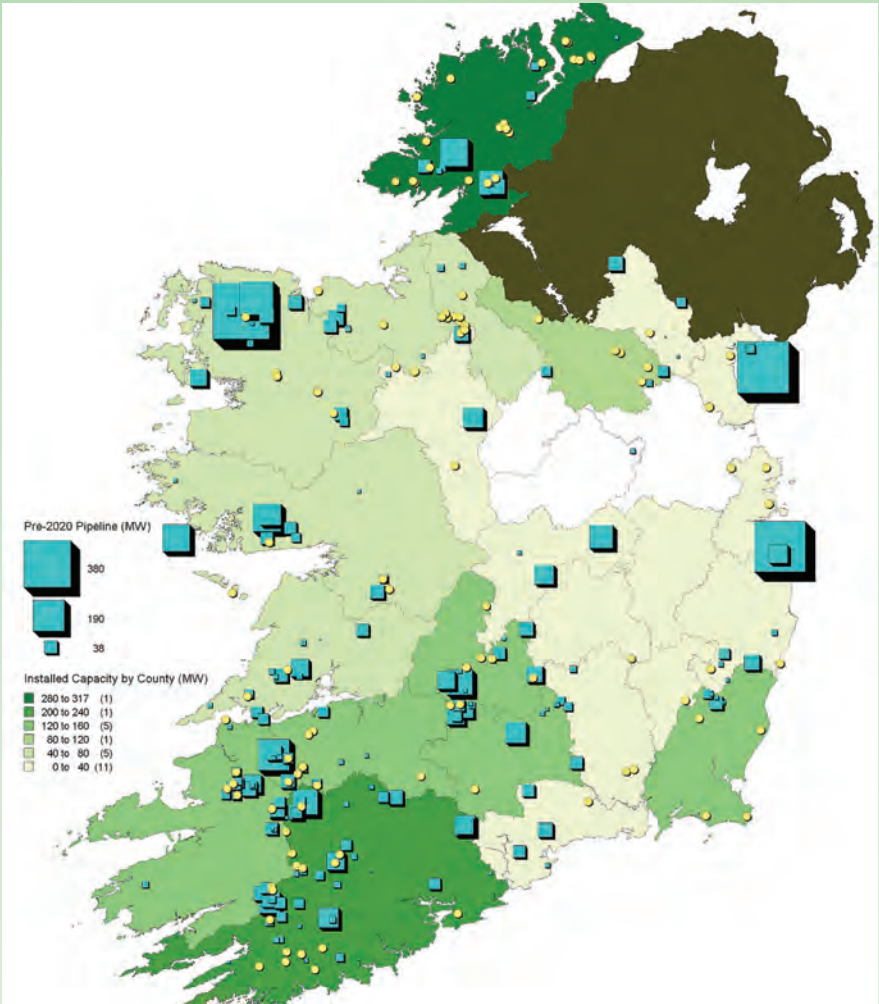 Pre-2020 Pipeline (MW)
380
190
38
Installed Capacity by County (MW)
280 to 317 (1)
200 to 240 (1)
120 to 160 (5)
80 to 120 (1)
40 to 80 (5)
0 to 40 (11)